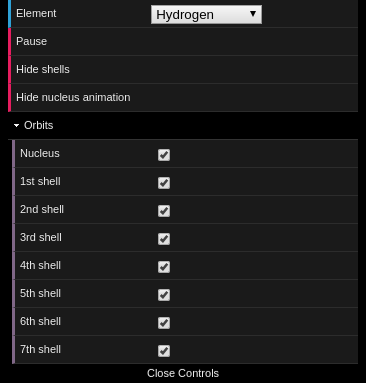 Element Hydrogen
Pause
Hide shells
Hide nucleus animation
Orbits
Nucleus
1st shell
2nd shell
3rd shell
4th shell
5th shell
6th shell
7th shell
Close Controls